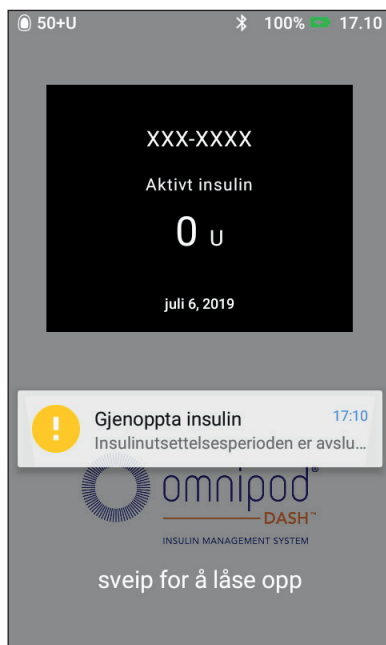 50+U 100% 17.10
XXX-XXXX
Aktivt insulin
0 U
juli 6, 2019
Gjenoppta insulin 17:10
Insulinutsettelsesperioden er avslu...
omnipod®
DASH™
INSULIN MANAGEMENT SYSTEM
sveip for å låse opp